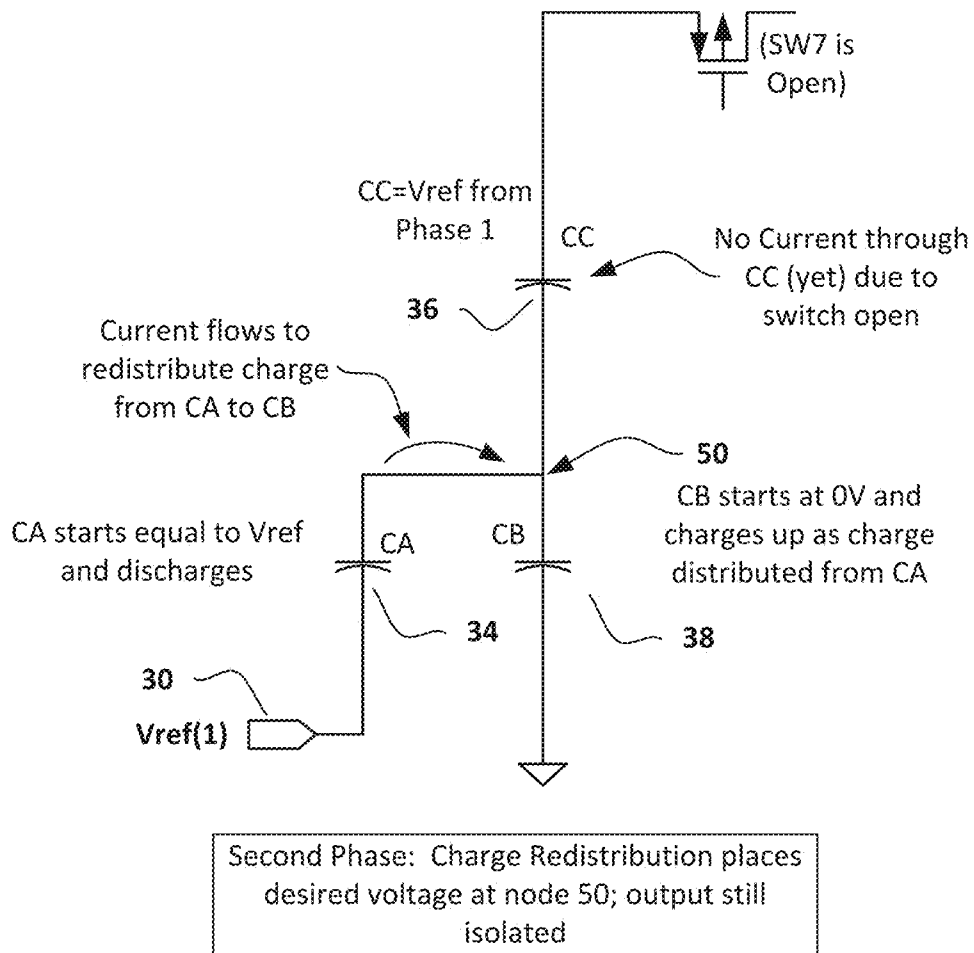 (SW7 is
Open)
CC=Vref from
Phase 1
CC
No Current through
CC (yet) due to
switch open
36
Current flows to
redistribute charge
from CA to CB
50
CA starts equal to Vref
and discharges
CA
CB
CB starts at 0V and
charges up as charge
distributed from CA
34
38
30
Vref(1)
Second Phase: Charge Redistribution places
desired voltage at node 50; output still
isolated